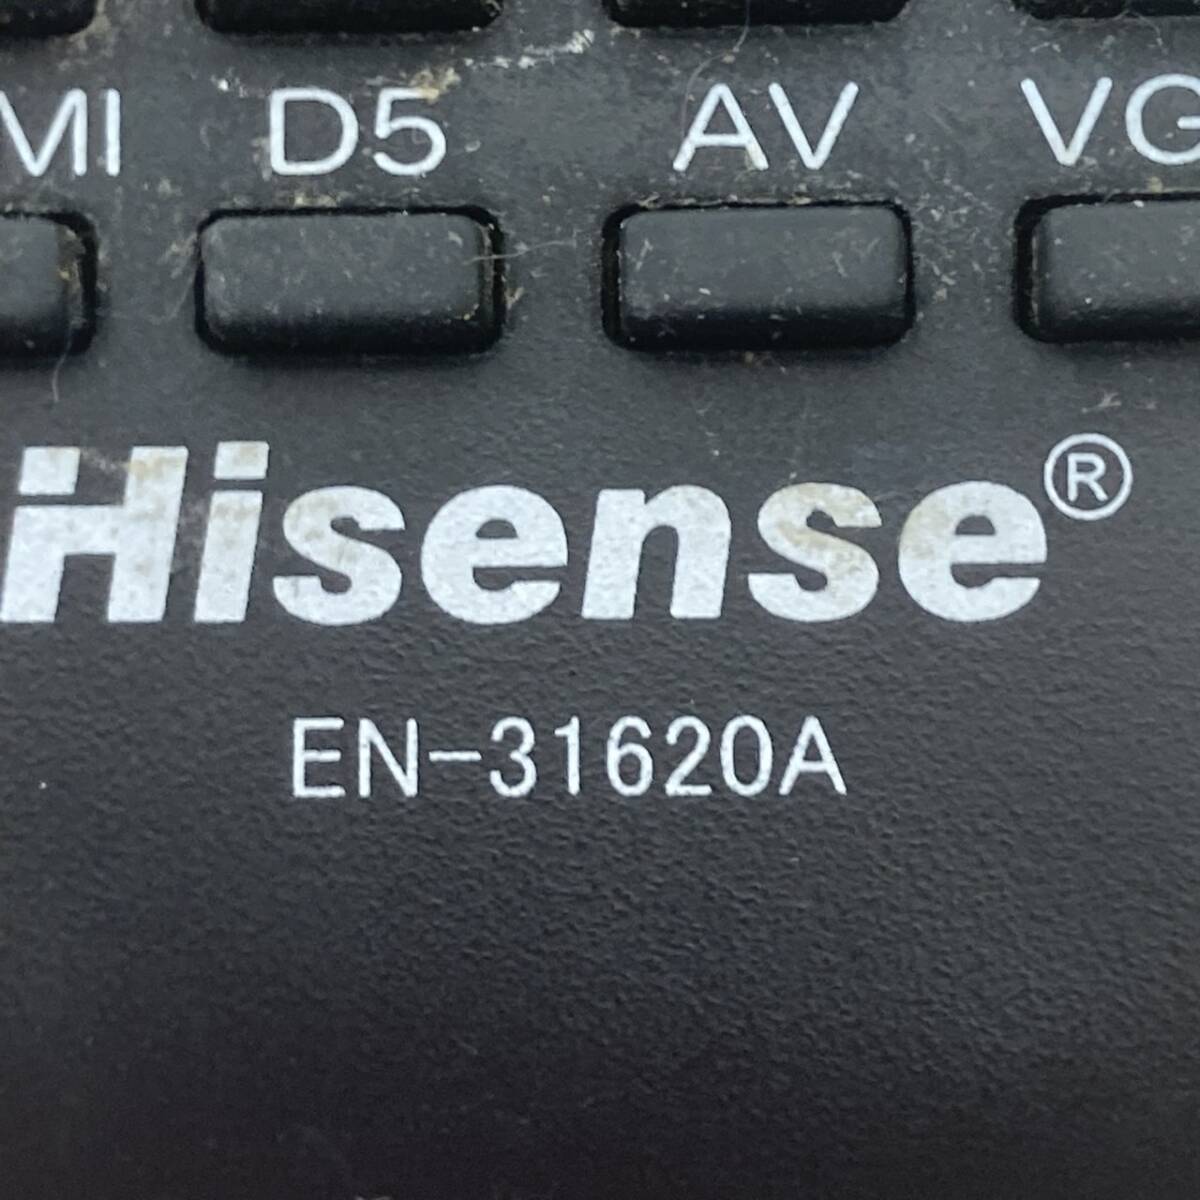 MI D5 AV VG
Hisense®
EN-31620A